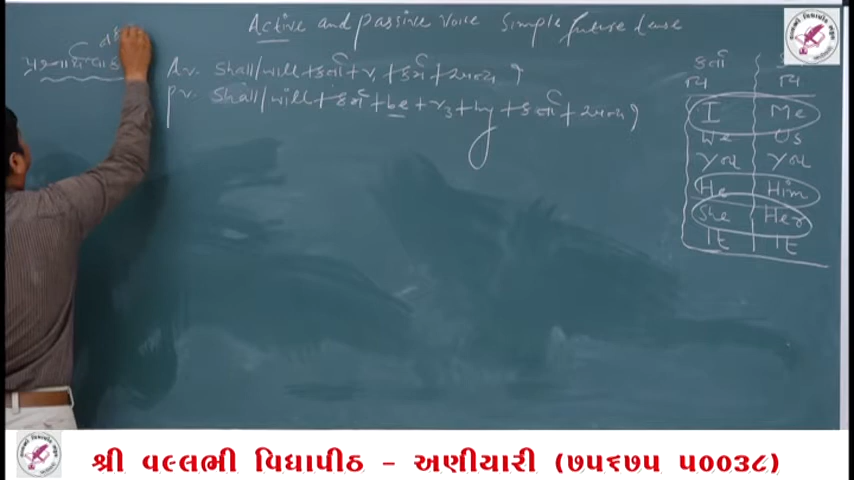 Active and passive Voice Simple future tense
પ્રશ્નાર્થ વાક્ય
A.v. Shall/will + કર્તા + V1 + કર્મ + અન્ય ?
P.v. Shall/will + કર્મ + be + V3 + by + કર્તા + અન્ય ?
કર્તા
I Me
We Us
You You
He Him
She Her
It It
શ્રી વલ્લભી વિદ્યાપીઠ - અણીયારી (૭૫૬૭૫ ૫૦૦૩૮)